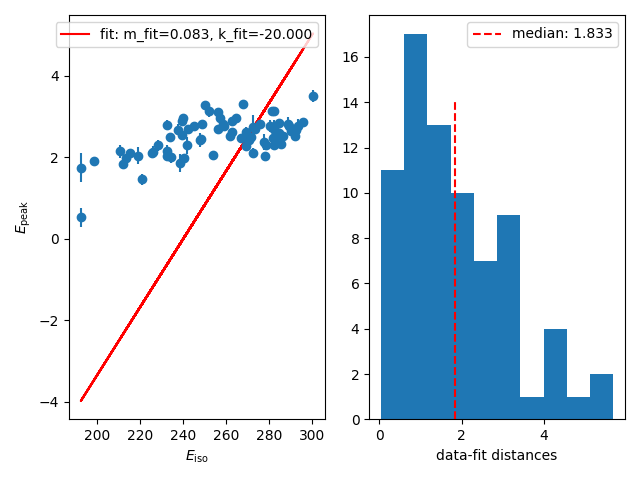 fit: m_fit=0.083, k_fit=-20.000
4
2
0
−2
−4
E_peak
200 220 240 260 280 300
E_iso
median: 1.833
16
14
12
10
8
6
4
2
0
0 2 4
data-fit distances